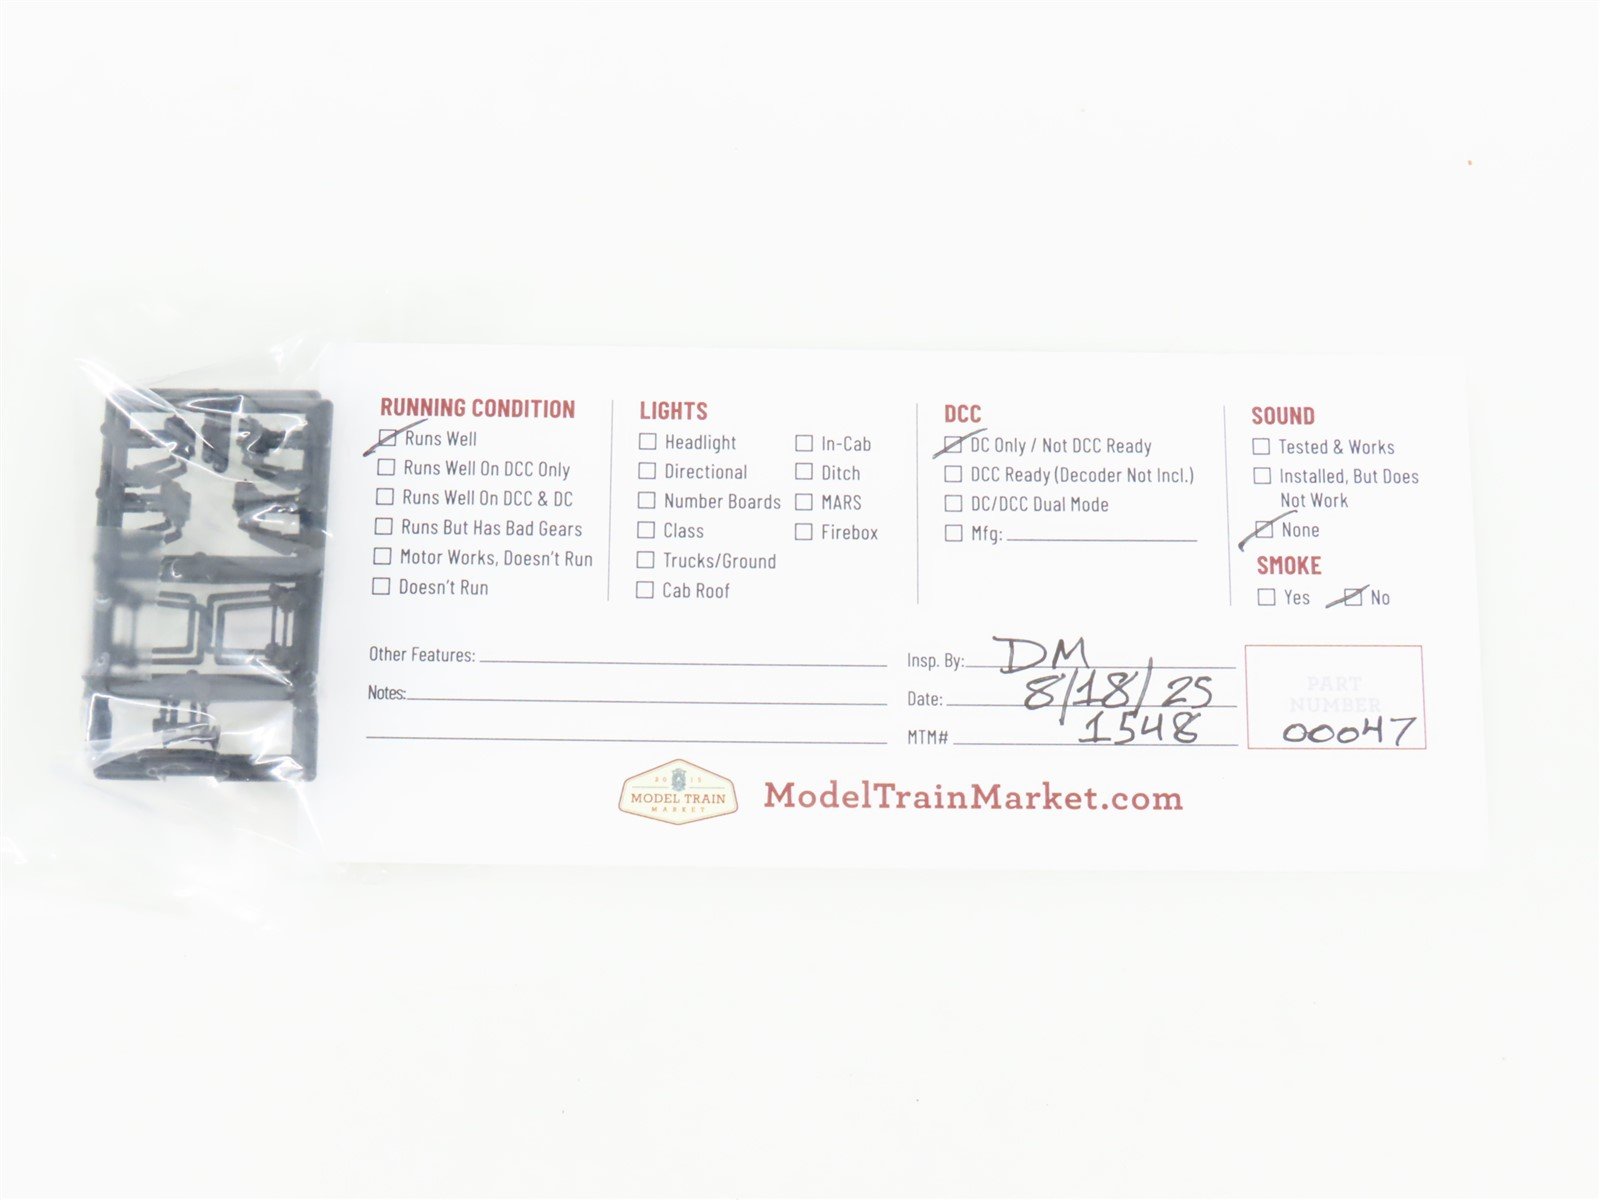 RUNNING CONDITION
Runs Well
Runs Well On DCC Only
Runs Well On DCC & DC
Runs But Has Bad Gears
Motor Works, Doesn't Run
Doesn't Run
LIGHTS
Headlight
Directional
Number Boards
Class
Trucks/Ground
Cab Roof
In-Cab
Ditch
MARS
Firebox
DCC
DC Only / Not DCC Ready
DCC Ready (Decoder Not Incl.)
DC/DCC Dual Mode
Mfg:
SOUND
Tested & Works
Installed, But Does
Not Work
None
SMOKE
Yes No
Other Features:
Notes:
Insp. By: DM
Date: 8/18/25
MTM# 1548
PART
NUMBER
00047
2015
MODEL TRAIN
MARKET
ModelTrainMarket.com